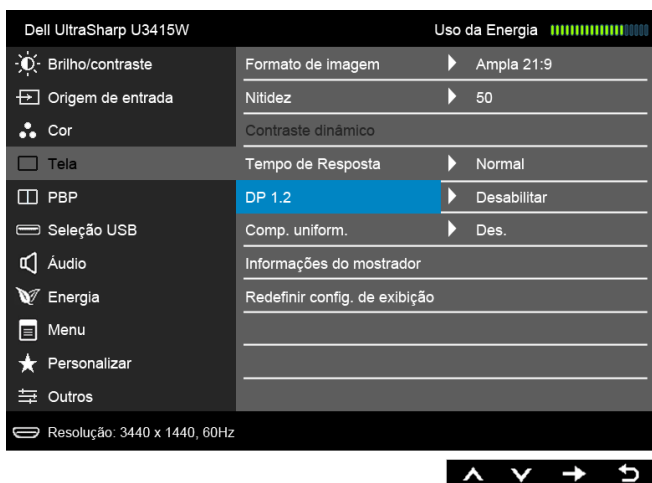 Dell UltraSharp U3415W Uso da Energia
Brilho/contraste Formato de imagem Ampla 21:9
Origem de entrada Nitidez 50
Cor Contraste dinâmico
Tela Tempo de Resposta Normal
PBP DP 1.2 Desabilitar
Seleção USB Comp. uniform. Des.
Áudio Informações do mostrador
Energia Redefinir config. de exibição
Menu
Personalizar
Outros
Resolução: 3440 x 1440, 60Hz